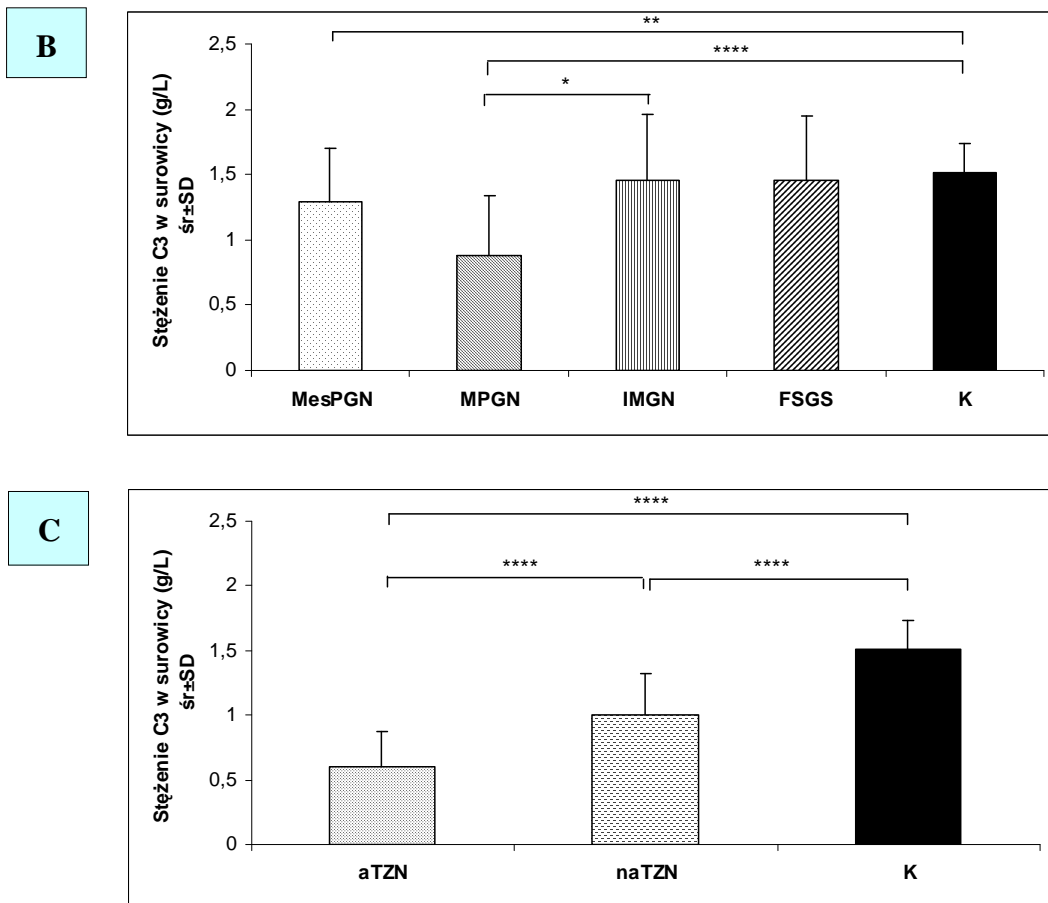 B
**
2,5
****
2
*
1,5
1
0,5
0
Stężenie C3 w surowicy (g/L)
śr±SD
MesPGN MPGN IMGN FSGS K
C
****
2,5
**** ****
2
1,5
1
0,5
0
Stężenie C3 w surowicy (g/L)
śr±SD
aTZN naTZN K